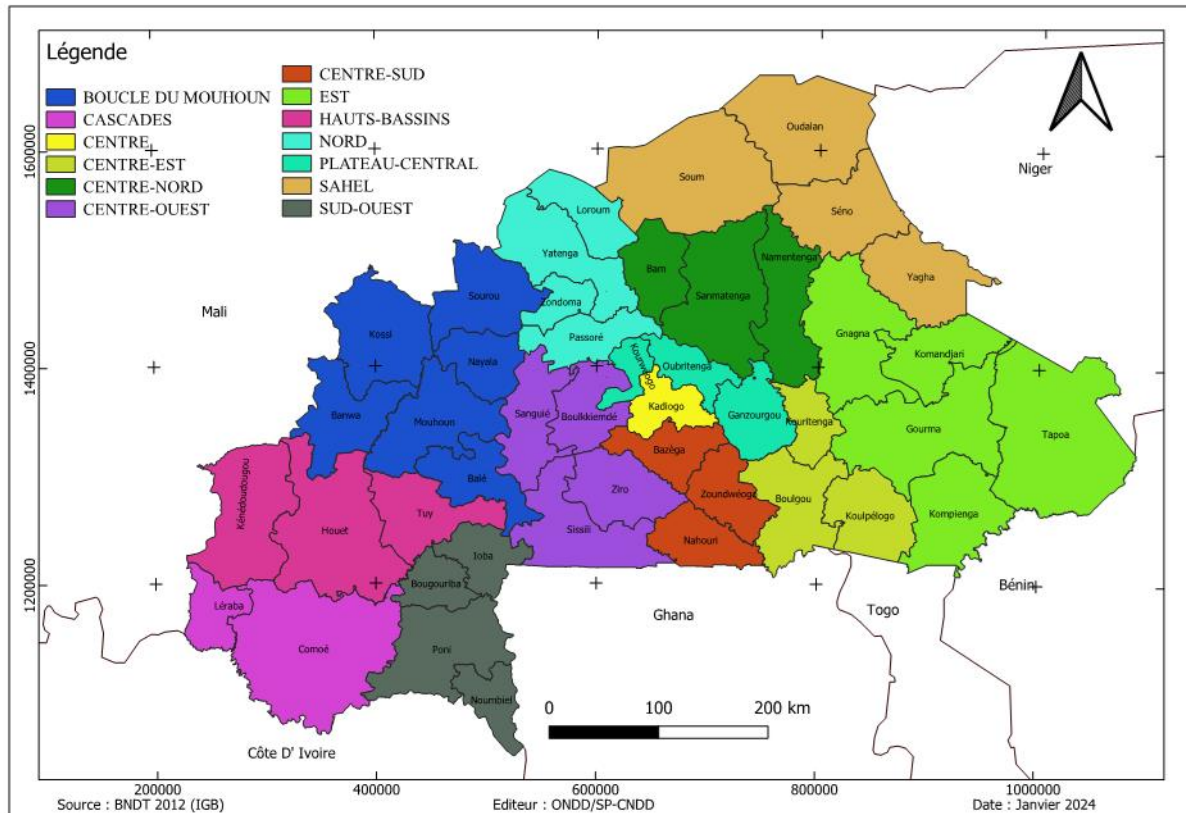 Légende
BOUCLE DU MOUHOUN
CASCADES
CENTRE
CENTRE-EST
CENTRE-NORD
CENTRE-OUEST
CENTRE-SUD
EST
HAUTS-BASSINS
NORD
PLATEAU-CENTRAL
SAHEL
SUD-OUEST
Oudalan
Niger
Soum
Loroum
Séno
Yatenga
Namentenga
Bam
Yagha
Sourou
Sanmatenga
Zondoma
Mali
Kossi
Passoré
Gnagna
Komandjari
Nayala
Kourwéogo
Oubritenga
Kadiogo
Banwa
Mouhoun
Sanguié
Boulkkiemdé
Ganzourgou
Kouritenga
Gourma
Tapoa
Bazèga
Balé
Ziro
Zoundwéogo
Boulgou
Koulpélogo
Kompienga
Kénédoudougou
Houet
Tuy
Sissili
Nahouri
Ioba
Bougouriba
Léraba
Comoé
Poni
Noumbiel
Ghana
Togo
Bénin
Côte D' Ivoire
0 100 200 km
1600000
1400000
1200000
200000 400000 600000 800000 1000000
Source : BNDT 2012 (IGB) Editeur : ONDD/SP-CNDD Date : Janvier 2024